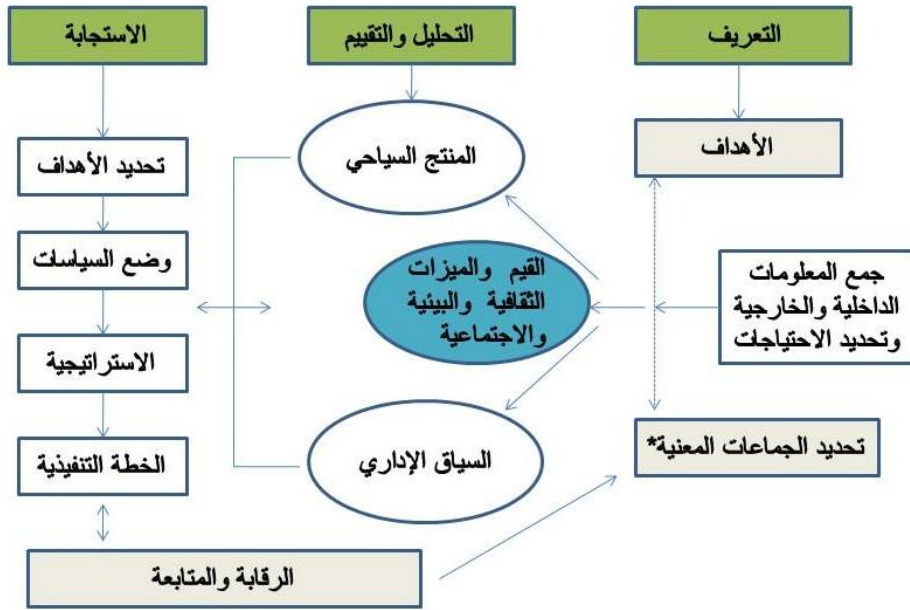 التعريف
التحليل والتقييم
الاستجابة
الأهداف
المنتج السياحي
تحديد الأهداف
وضع السياسات
القيم والميزات
الثقافية والبيئية
والاجتماعية
جمع المعلومات
الداخلية والخارجية
وتحديد الاحتياجات
الاستراتيجية
تحديد الجماعات المعنية*
السياق الإداري
الخطة التنفيذية
الرقابة والمتابعة